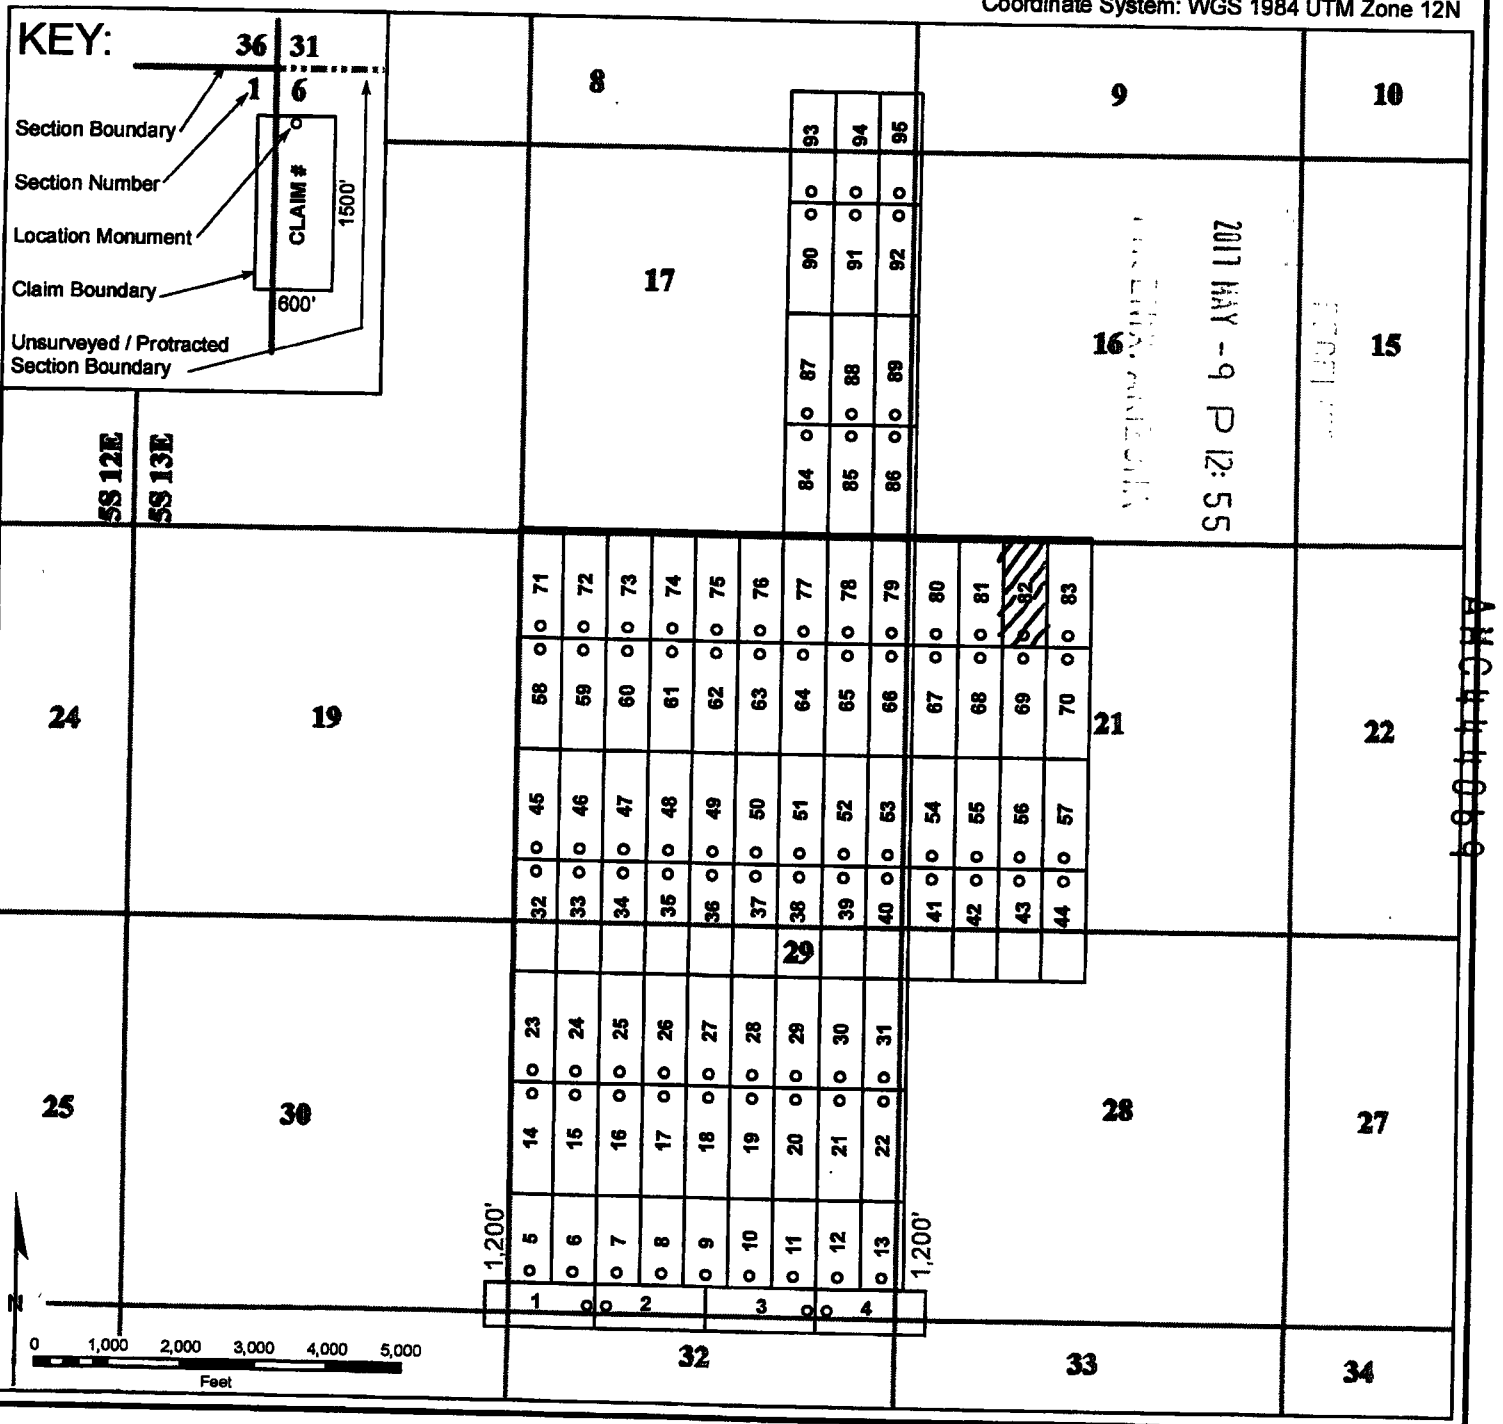 Coordinate System: WGS 1984 UTM Zone 12N
KEY:
36 31
1 6
Section Boundary
Section Number
Location Monument
Claim Boundary
Unsurveyed / Protracted
Section Boundary
CLAIM #
1500'
600'
8
9
10
93 94 95
17
90 91 92
16
15
87 88 89
84 85 86
2017 MAY -9 P 12: 55
5S 12E
5S 13E
71 72 73 74 75 76 77 78 79 80 81 82 83
24
19
58 59 60 61 62 63 64 65 66 67 68 69 70
21
22
45 46 47 48 49 50 51 52 53 54 55 56 57
32 33 34 35 36 37 38 39 40 41 42 43 44
29
23 24 25 26 27 28 29 30 31
25
30
28
27
14 15 16 17 18 19 20 21 22
1,200'
5 6 7 8 9 10 11 12 13
1,200'
1 2 3 4
N
0 1,000 2,000 3,000 4,000 5,000
Feet
32
33
34